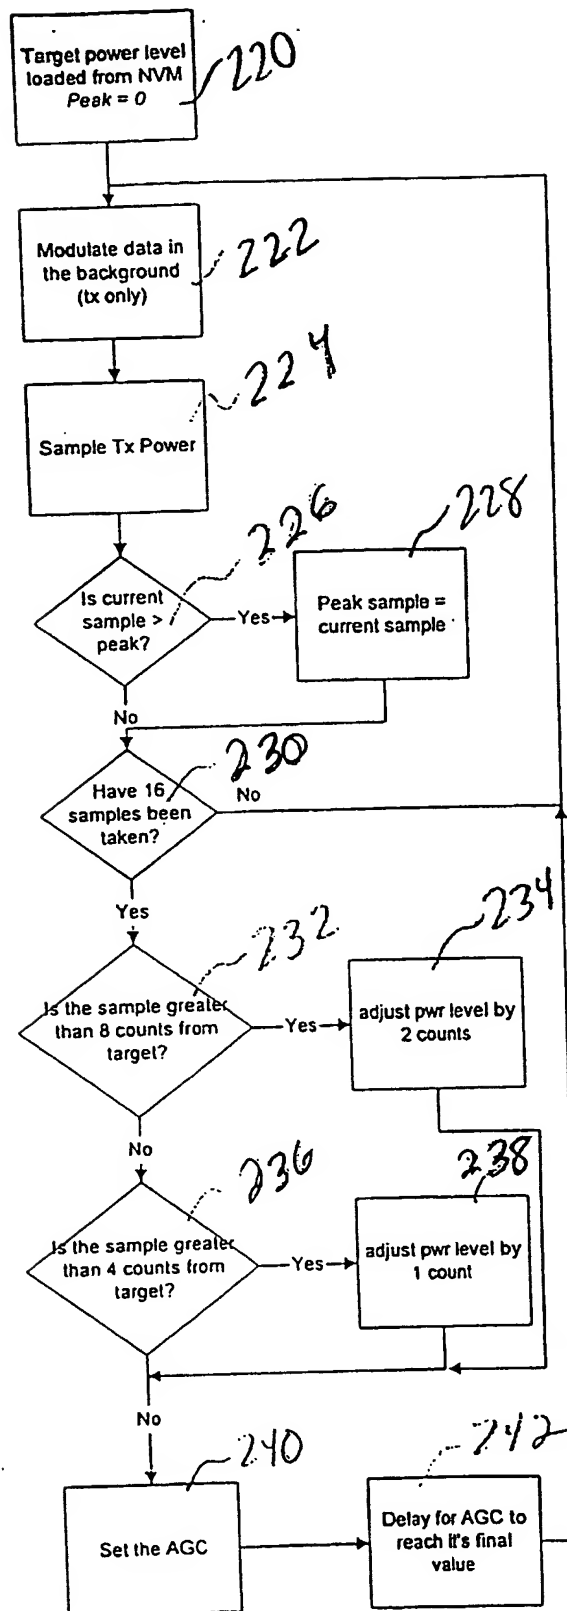 Target power level
loaded from NVM
Peak = 0
220
Modulate data in
the background
(tx only)
222
Sample Tx Power
224
Is current
sample >
peak?
226
Yes
Peak sample =
current sample
228
No
Have 16
samples been
taken?
230
No
Yes
Is the sample greater
than 8 counts from
target?
232
Yes
adjust pwr level by
2 counts
234
No
Is the sample greater
than 4 counts from
target?
236
Yes
adjust pwr level by
1 count
238
No
Set the AGC
240
Delay for AGC to
reach it's final
value
242